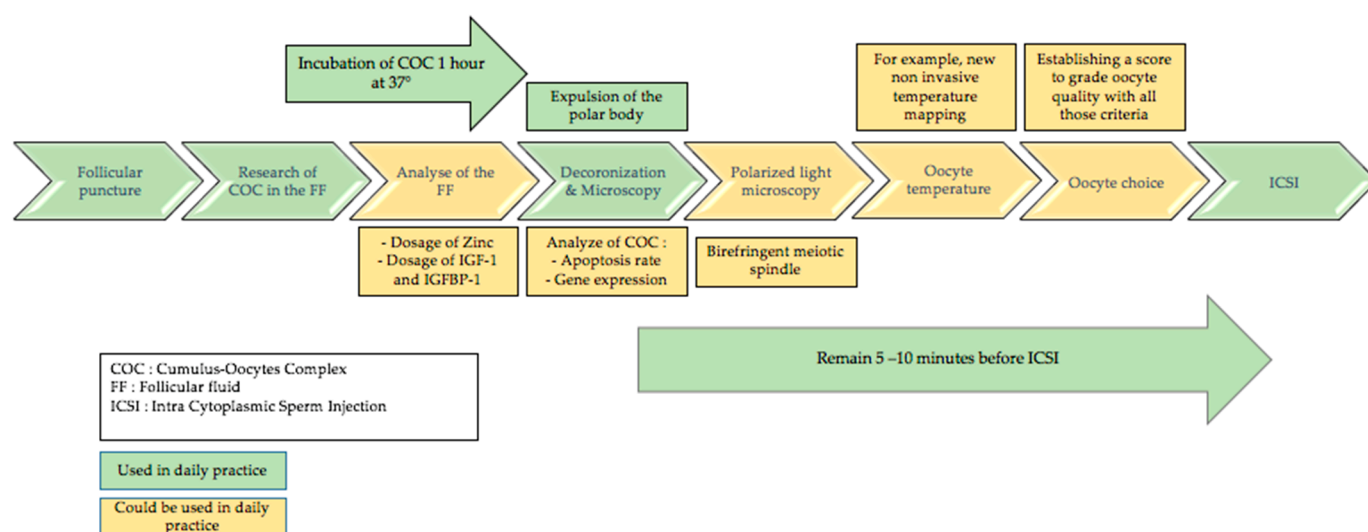 Incubation of COC 1 hour
at 37°
Expulsion of the
polar body
For example, new
non invasive
temperature
mapping
Establishing a score
to grade oocyte
quality with all
those criteria
Follicular
puncture
Research of
COC in the FF
Analyse of the
FF
Decoronization
& Microscopy
Polarized light
microscopy
Oocyte
temperature
Oocyte choice
ICSI
- Dosage of Zinc
- Dosage of IGF-1
and IGFBP-1
Analyze of COC :
- Apoptosis rate
- Gene expression
Birefringent meiotic
spindle
Remain 5 –10 minutes before ICSI
COC : Cumulus-Oocytes Complex
FF : Follicular fluid
ICSI : Intra Cytoplasmic Sperm Injection
Used in daily practice
Could be used in daily
practice